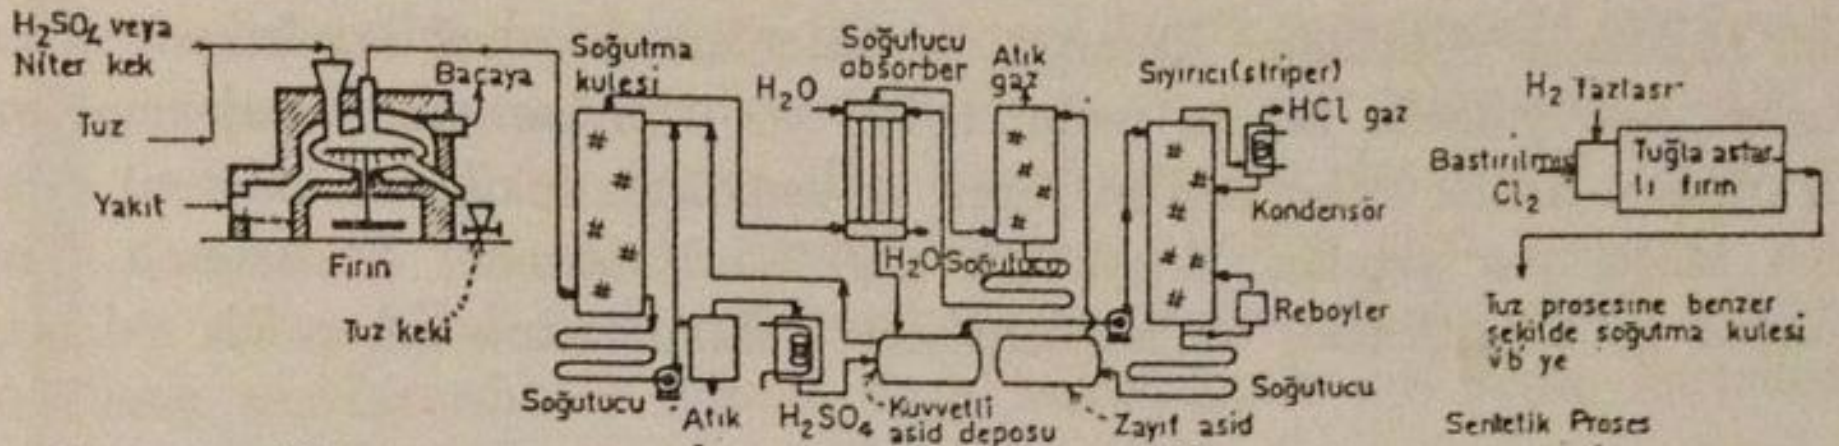 H₂SO₄ veya
Niter kek
Tuz
Yakıt
Bacaya
Fırın
Tuz keki
Soğutma
kulesi
Soğutucu
Atık
H₂SO₄
H₂O
Soğutucu
absorber
H₂O
Soğutucu
Atık
gaz
Kuvvetli
asid deposu
Zayıf asid
Sıyırıcı(striper)
HCl gaz
Kondensör
Reboyler
Soğutucu
H₂ fazlası
Bastırılmış
Cl₂
Tuğla astar
lı fırın
Tuz prosesine benzer
şekilde soğutma kulesi
vb' ye
Sentetik Proses